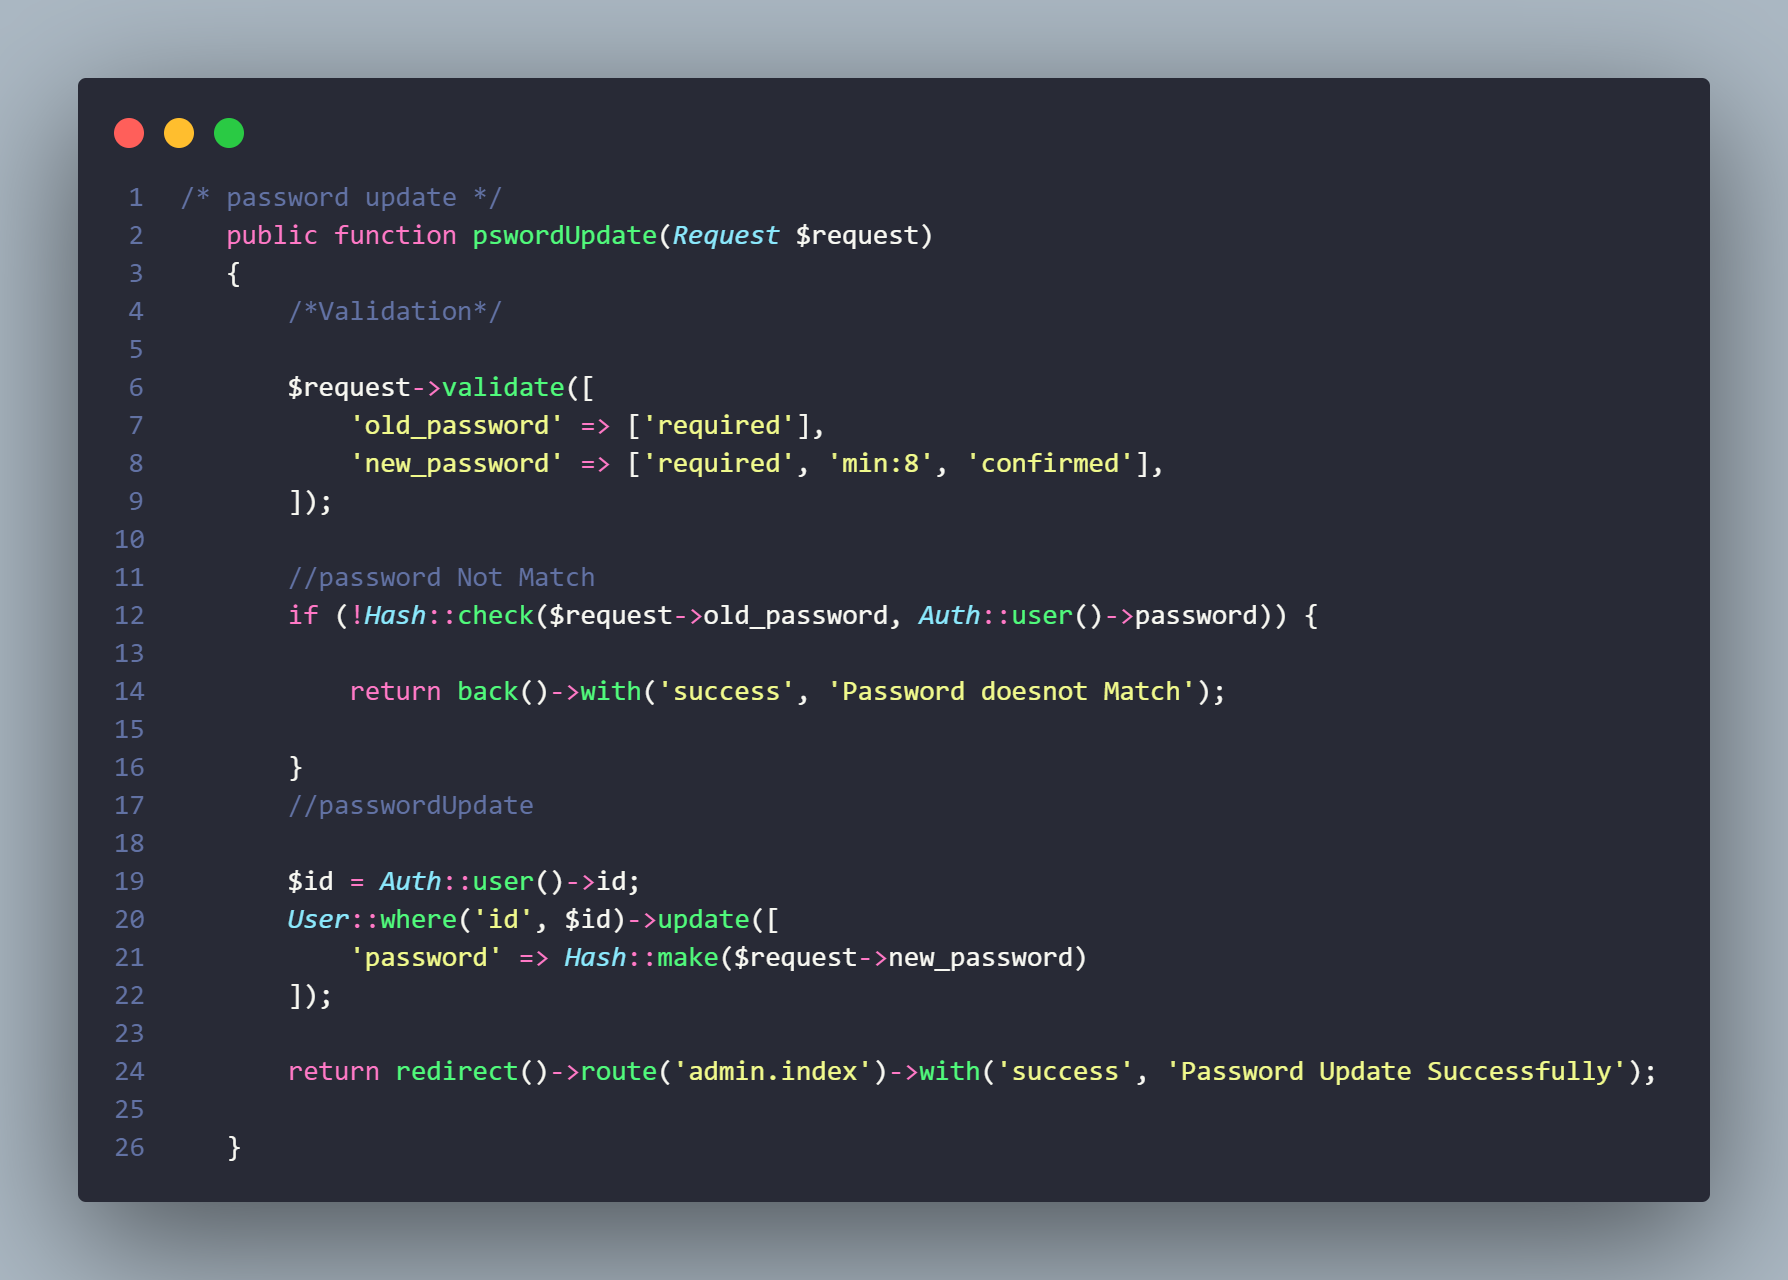 1 /* password update */
2 public function pswordUpdate(Request $request)
3 {
4 /*Validation*/
5
6 $request->validate([
7 'old_password' => ['required'],
8 'new_password' => ['required', 'min:8', 'confirmed'],
9 ]);
10
11 //password Not Match
12 if (!Hash::check($request->old_password, Auth::user()->password)) {
13
14 return back()->with('success', 'Password doesnot Match');
15
16 }
17 //passwordUpdate
18
19 $id = Auth::user()->id;
20 User::where('id', $id)->update([
21 'password' => Hash::make($request->new_password)
22 ]);
23
24 return redirect()->route('admin.index')->with('success', 'Password Update Successfully');
25
26 }